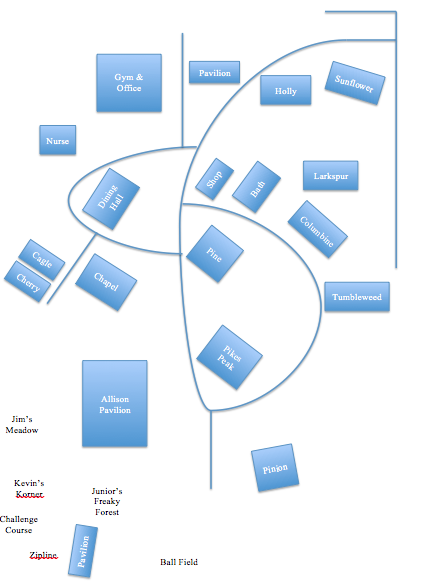 Gym &
Office
Pavilion
Holly
Sunflower
Nurse
Shop
Bath
Larkspur
Dining
Hall
Columbine
Pine
Cagle
Cherry
Chapel
Tumbleweed
Pikes
Peak
Allison
Pavilion
Jim's
Meadow
Pinion
Kevin's
Korner
Junior's
Freaky
Forest
Challenge
Course
Zipline
Pavilion
Ball Field